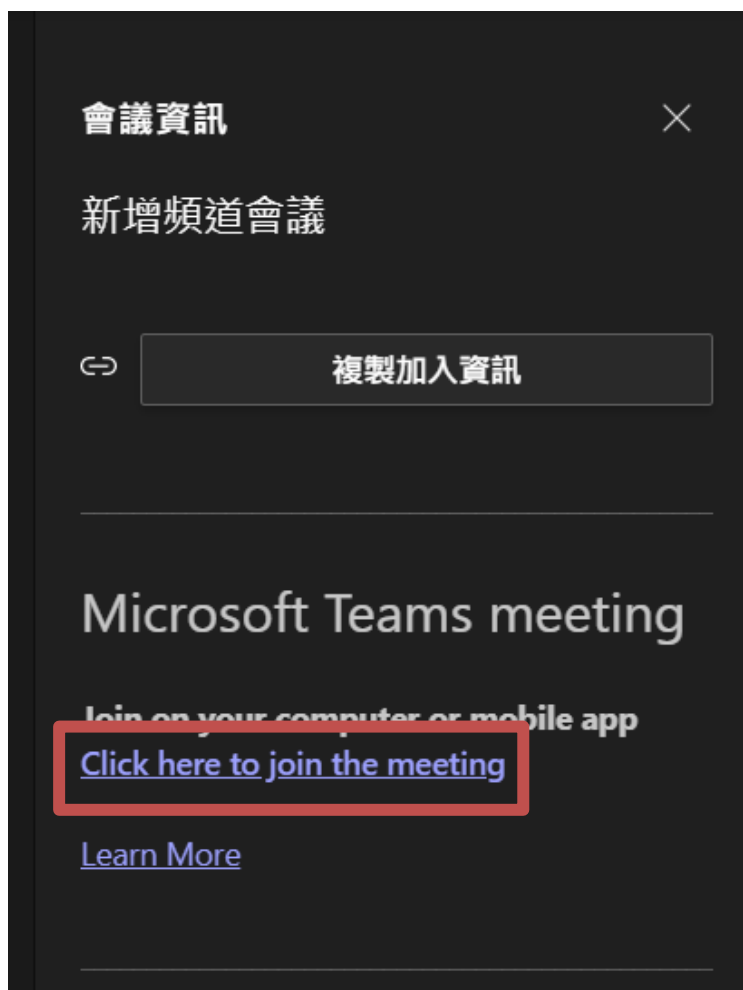 會議資訊
新增頻道會議
複製加入資訊
Microsoft Teams meeting
Join on your computer or mobile app
Click here to join the meeting
Learn More